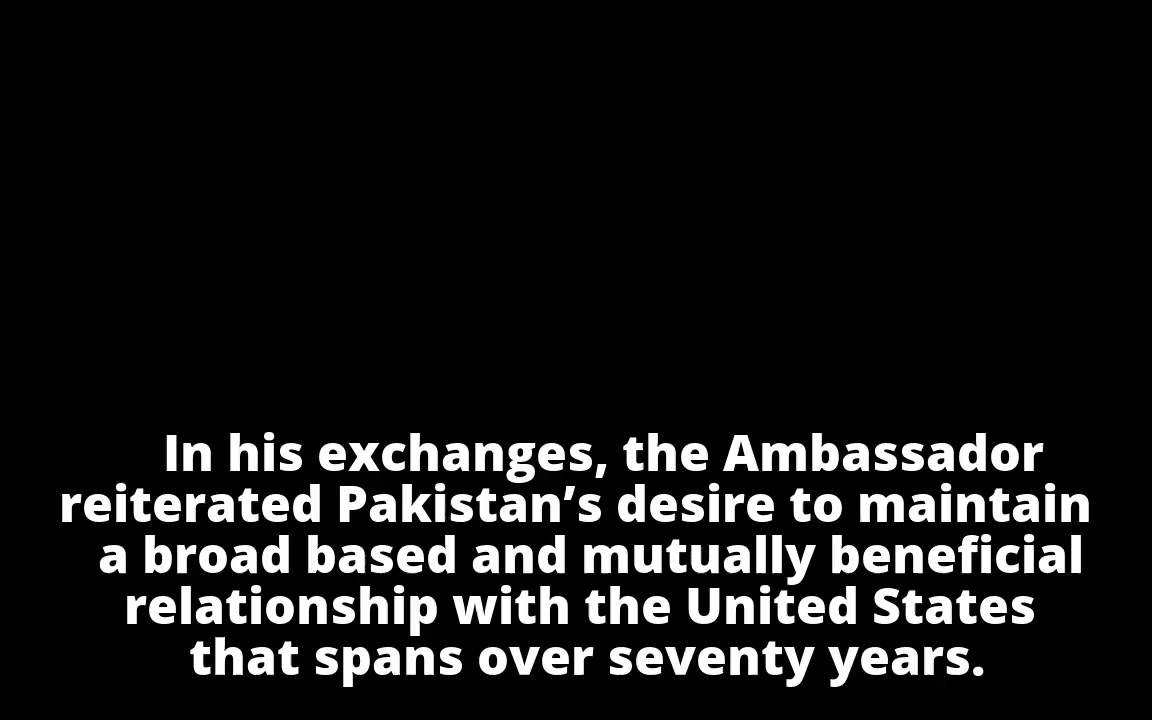 In his exchanges, the Ambassador
reiterated Pakistan’s desire to maintain
a broad based and mutually beneficial
relationship with the United States
that spans over seventy years.